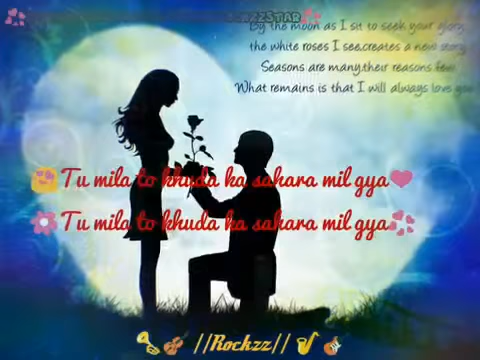 By the moon as I sit to seek your glory,
the white roses I see,creates a new story
Seasons are many,their reasons few
What remains is that I will always love you
Tu mila to khuda ka sahara mil gya
Tu mila to khuda ka sahara mil gya
//Rockzz//